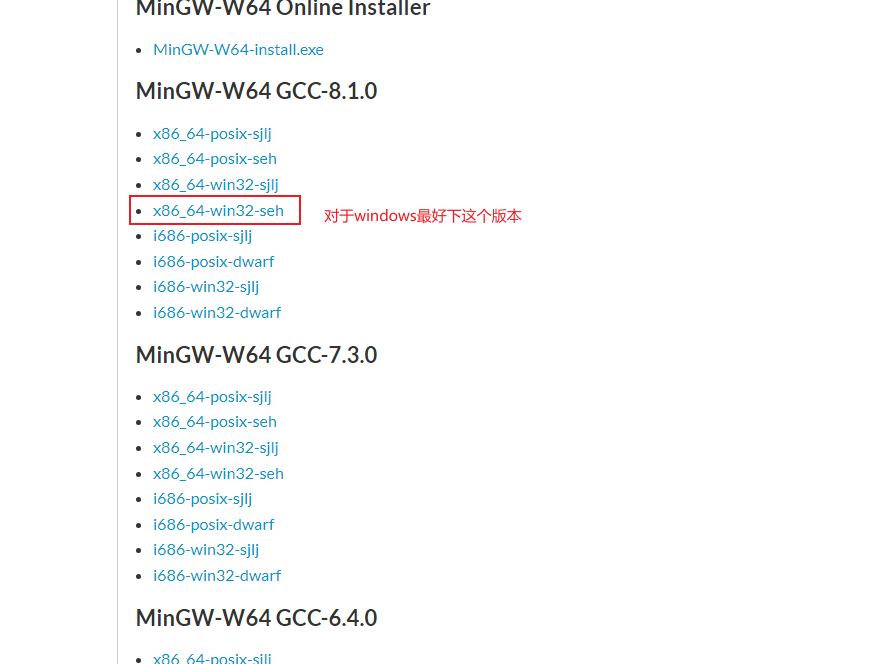 MinGW-W64 Online Installer
MinGW-W64-install.exe
MinGW-W64 GCC-8.1.0
x86_64-posix-sjlj
x86_64-posix-seh
x86_64-win32-sjlj
x86_64-win32-seh 对于windows最好下这个版本
i686-posix-sjlj
i686-posix-dwarf
i686-win32-sjlj
i686-win32-dwarf
MinGW-W64 GCC-7.3.0
x86_64-posix-sjlj
x86_64-posix-seh
x86_64-win32-sjlj
x86_64-win32-seh
i686-posix-sjlj
i686-posix-dwarf
i686-win32-sjlj
i686-win32-dwarf
MinGW-W64 GCC-6.4.0
x86_64-posix-sjlj